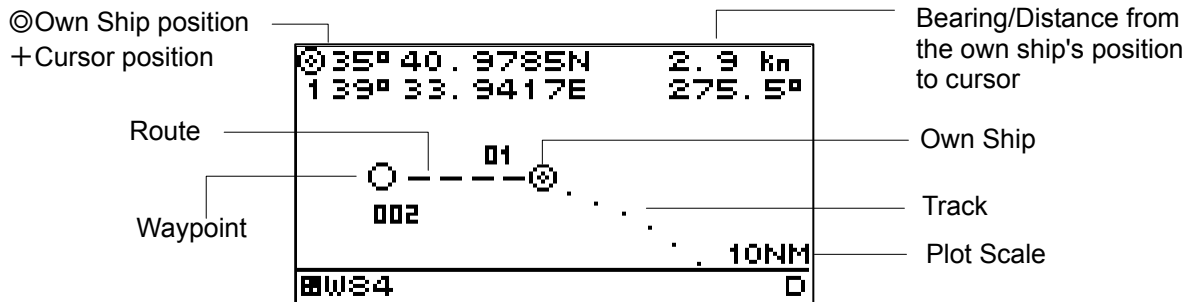 ◎Own Ship position
＋Cursor position
Bearing/Distance from
the own ship's position
to cursor
◎35° 40. 9785N 2. 9 km
139° 33. 9417E 275. 5°
Route
01
Own Ship
Waypoint
002
Track
10NM
Plot Scale
W84 D